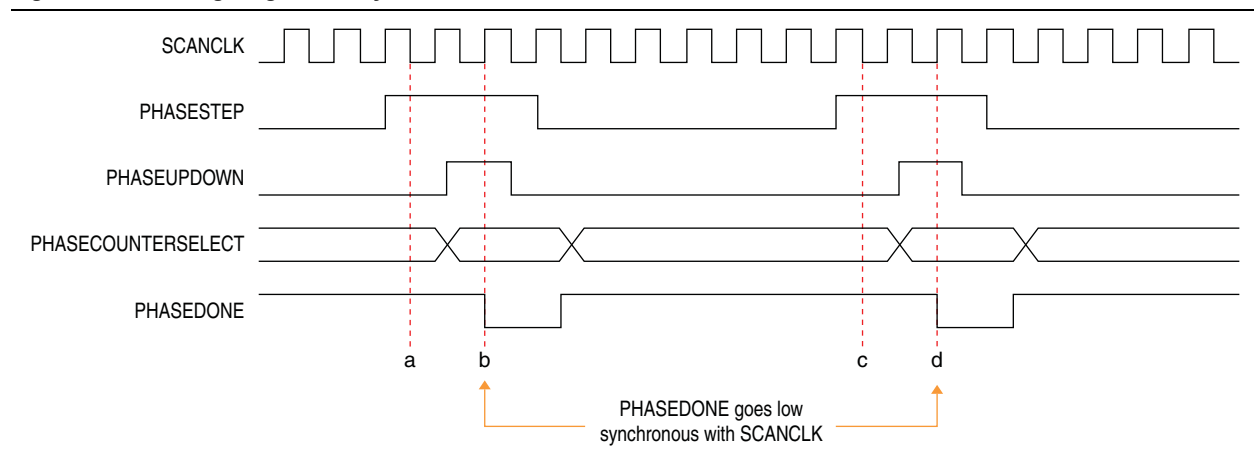 SCANCLK
PHASESTEP
PHASEUPDOWN
PHASECOUNTERSELECT
PHASEDONE
a b c d
PHASEDONE goes low
synchronous with SCANCLK